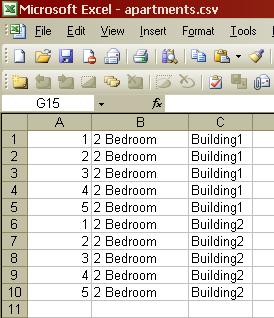 Microsoft Excel - apartments.csv
File Edit View Insert Format Tools
G15 fx
A B C
1 1 2 Bedroom Building1
2 2 2 Bedroom Building1
3 3 2 Bedroom Building1
4 4 2 Bedroom Building1
5 5 2 Bedroom Building1
6 1 2 Bedroom Building2
7 2 2 Bedroom Building2
8 3 2 Bedroom Building2
9 4 2 Bedroom Building2
10 5 2 Bedroom Building2
11